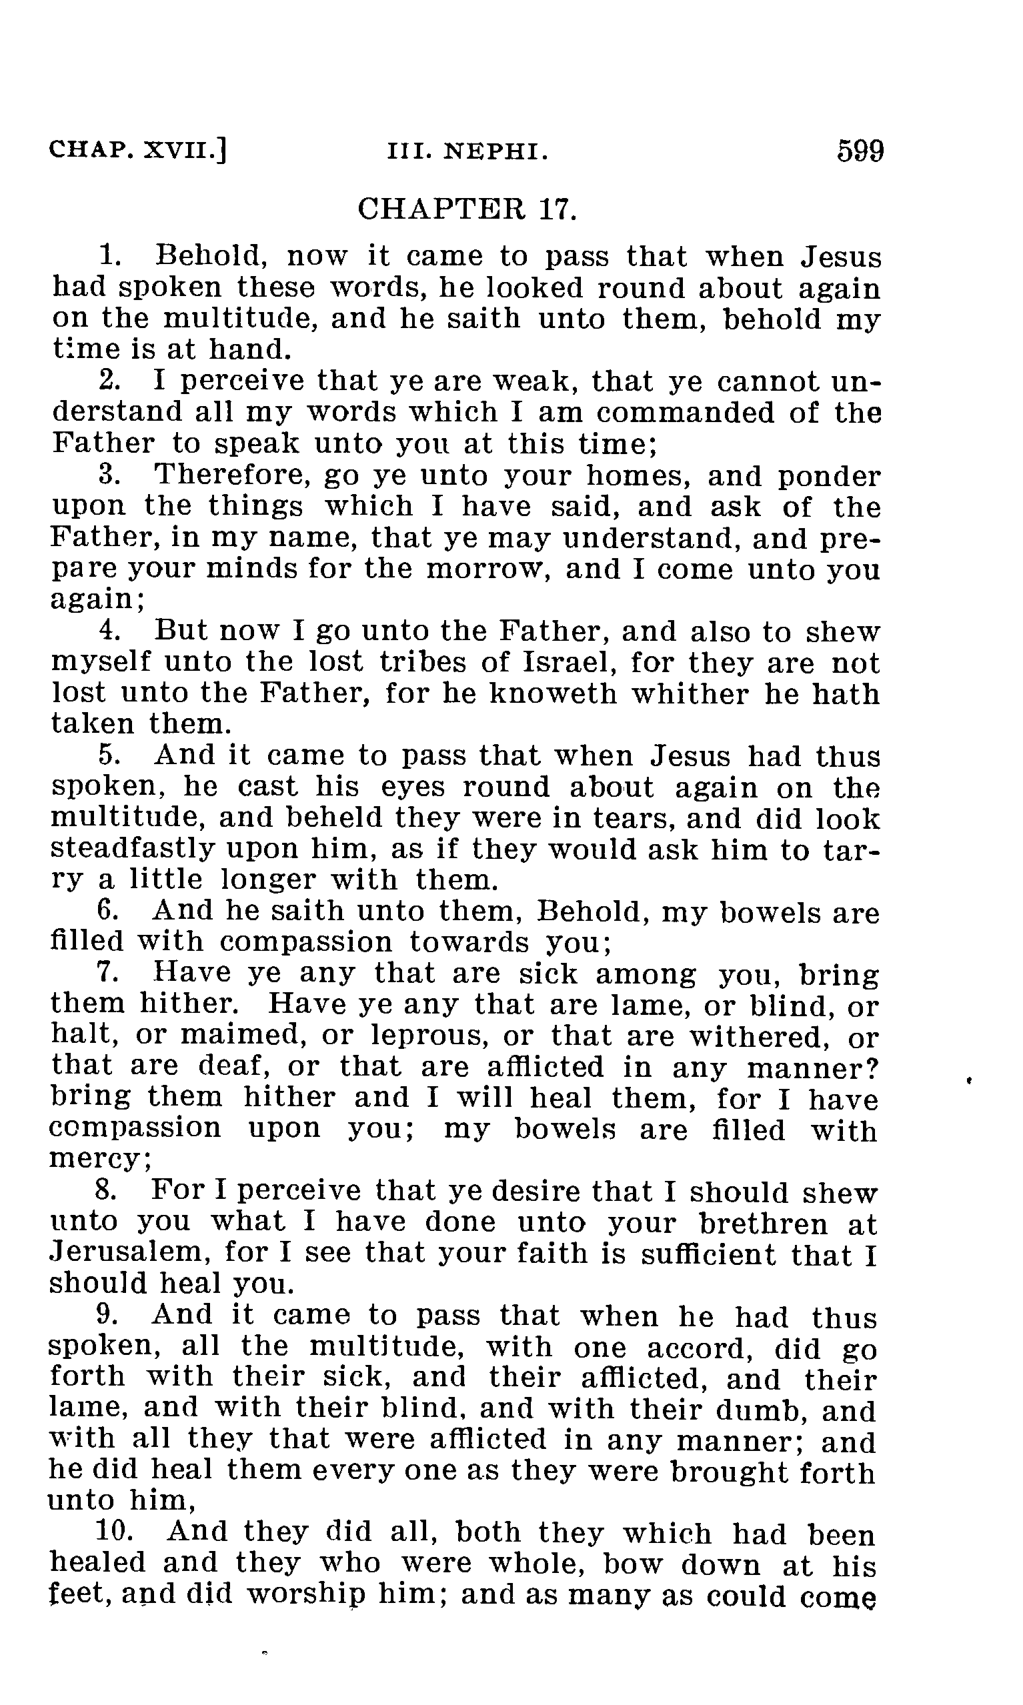 CHAP. XVII.] III. NEPHI. 599
CHAPTER 17.
1. Behold, now it came to pass that when Jesus
had spoken these words, he looked round about again
on the multitude, and he saith unto them, behold my
time is at hand.
2. I perceive that ye are weak, that ye cannot un-
derstand all my words which I am commanded of the
Father to speak unto you at this time;
3. Therefore, go ye unto your homes, and ponder
upon the things which I have said, and ask of the
Father, in my name, that ye may understand, and pre-
pare your minds for the morrow, and I come unto you
again;
4. But now I go unto the Father, and also to shew
myself unto the lost tribes of Israel, for they are not
lost unto the Father, for he knoweth whither he hath
taken them.
5. And it came to pass that when Jesus had thus
spoken, he cast his eyes round about again on the
multitude, and beheld they were in tears, and did look
steadfastly upon him, as if they would ask him to tar-
ry a little longer with them.
6. And he saith unto them, Behold, my bowels are
filled with compassion towards you;
7. Have ye any that are sick among you, bring
them hither. Have ye any that are lame, or blind, or
halt, or maimed, or leprous, or that are withered, or
that are deaf, or that are afflicted in any manner?
bring them hither and I will heal them, for I have
compassion upon you; my bowels are filled with
mercy;
8. For I perceive that ye desire that I should shew
unto you what I have done unto your brethren at
Jerusalem, for I see that your faith is sufficient that I
should heal you.
9. And it came to pass that when he had thus
spoken, all the multitude, with one accord, did go
forth with their sick, and their afflicted, and their
lame, and with their blind, and with their dumb, and
with all they that were afflicted in any manner; and
he did heal them every one as they were brought forth
unto him,
10. And they did all, both they which had been
healed and they who were whole, bow down at his
feet, and did worship him; and as many as could come